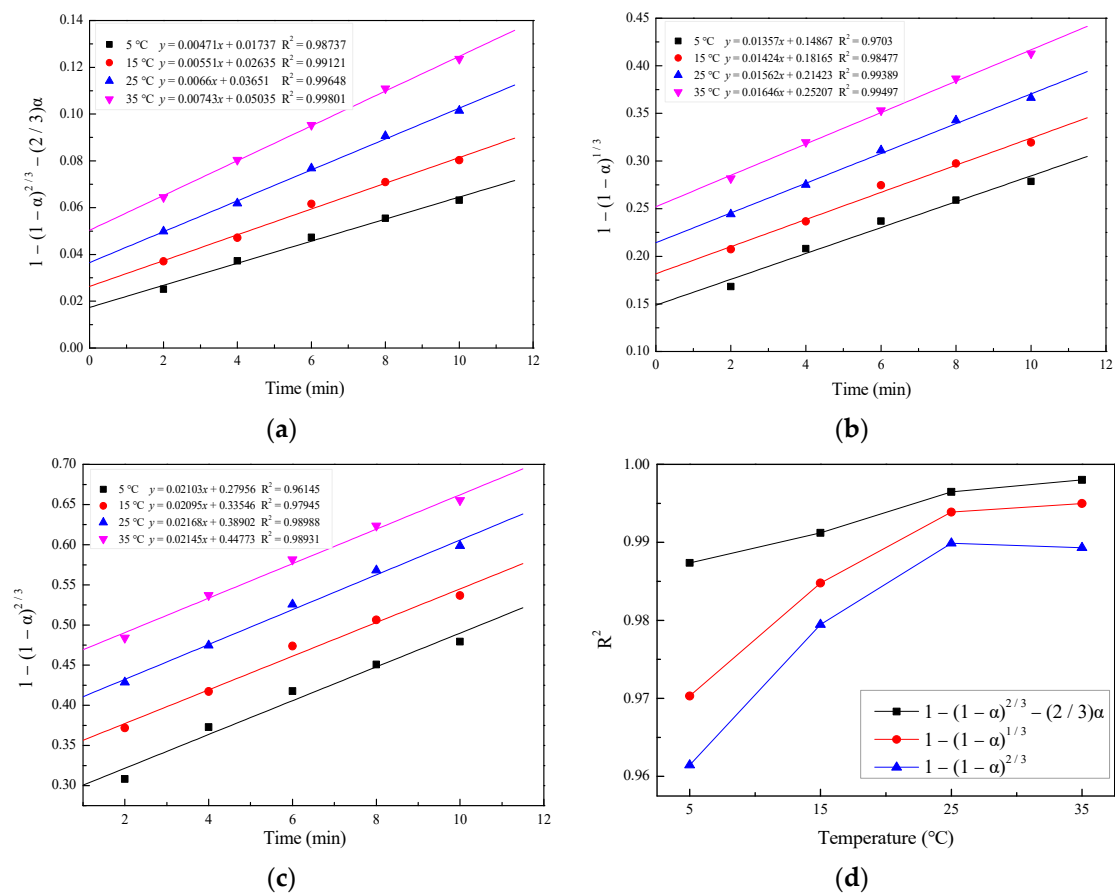 0.14
0.12
0.10
0.08
0.06
0.04
0.02
0.00
1 – (1 – α)^{2 / 3} – (2 / 3)α
5 °C y = 0.00471x + 0.01737 R² = 0.98737
15 °C y = 0.00551x + 0.02635 R² = 0.99121
25 °C y = 0.0066x + 0.03651 R² = 0.99648
35 °C y = 0.00743x + 0.05035 R² = 0.99801
0 2 4 6 8 10 12
Time (min)
(a)
0.45
0.40
0.35
0.30
0.25
0.20
0.15
0.10
1 – (1 – α)^{1 / 3}
5 °C y = 0.01357x + 0.14867 R² = 0.9703
15 °C y = 0.01424x + 0.18165 R² = 0.98477
25 °C y = 0.01562x + 0.21423 R² = 0.99389
35 °C y = 0.01646x + 0.25207 R² = 0.99497
0 2 4 6 8 10 12
Time (min)
(b)
0.70
0.65
0.60
0.55
0.50
0.45
0.40
0.35
0.30
1 – (1 – α)^{2 / 3}
5 °C y = 0.02103x + 0.27956 R² = 0.96145
15 °C y = 0.02095x + 0.33546 R² = 0.97945
25 °C y = 0.02168x + 0.38902 R² = 0.98988
35 °C y = 0.02145x + 0.44773 R² = 0.98931
2 4 6 8 10 12
Time (min)
(c)
1.00
0.99
0.98
0.97
0.96
R²
1 – (1 – α)^{2 / 3} – (2 / 3)α
1 – (1 – α)^{1 / 3}
1 – (1 – α)^{2 / 3}
5 15 25 35
Temperature (°C)
(d)